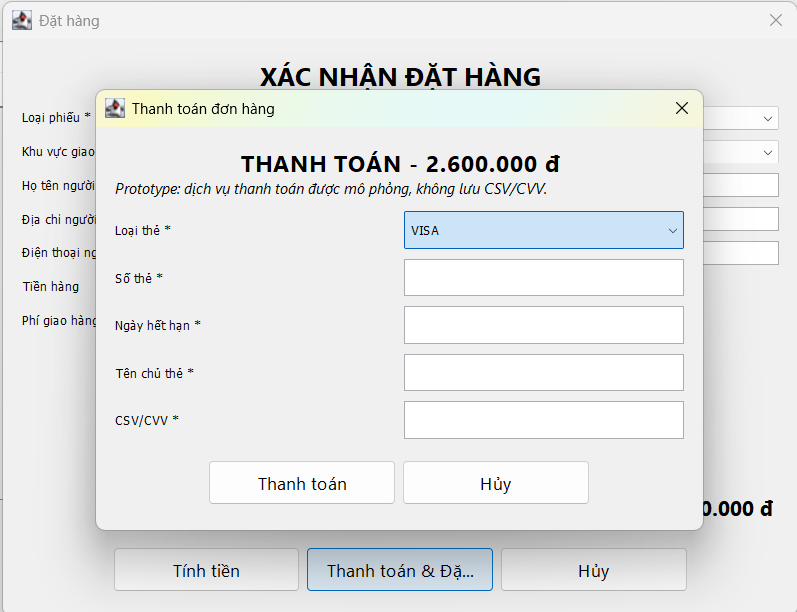 Đặt hàng
XÁC NHẬN ĐẶT HÀNG
Loại phiếu *
Khu vực giao
Họ tên người
Địa chỉ người
Điện thoại
Tiền hàng
Phí giao hàng
Thanh toán đơn hàng
THANH TOÁN - 2.600.000 đ
Prototype: dịch vụ thanh toán được mô phỏng, không lưu CSV/CVV.
Loại thẻ * VISA
Số thẻ *
Ngày hết hạn *
Tên chủ thẻ *
CSV/CVV *
Thanh toán Hủy
0.000 đ
Tính tiền Thanh toán & Đặ... Hủy